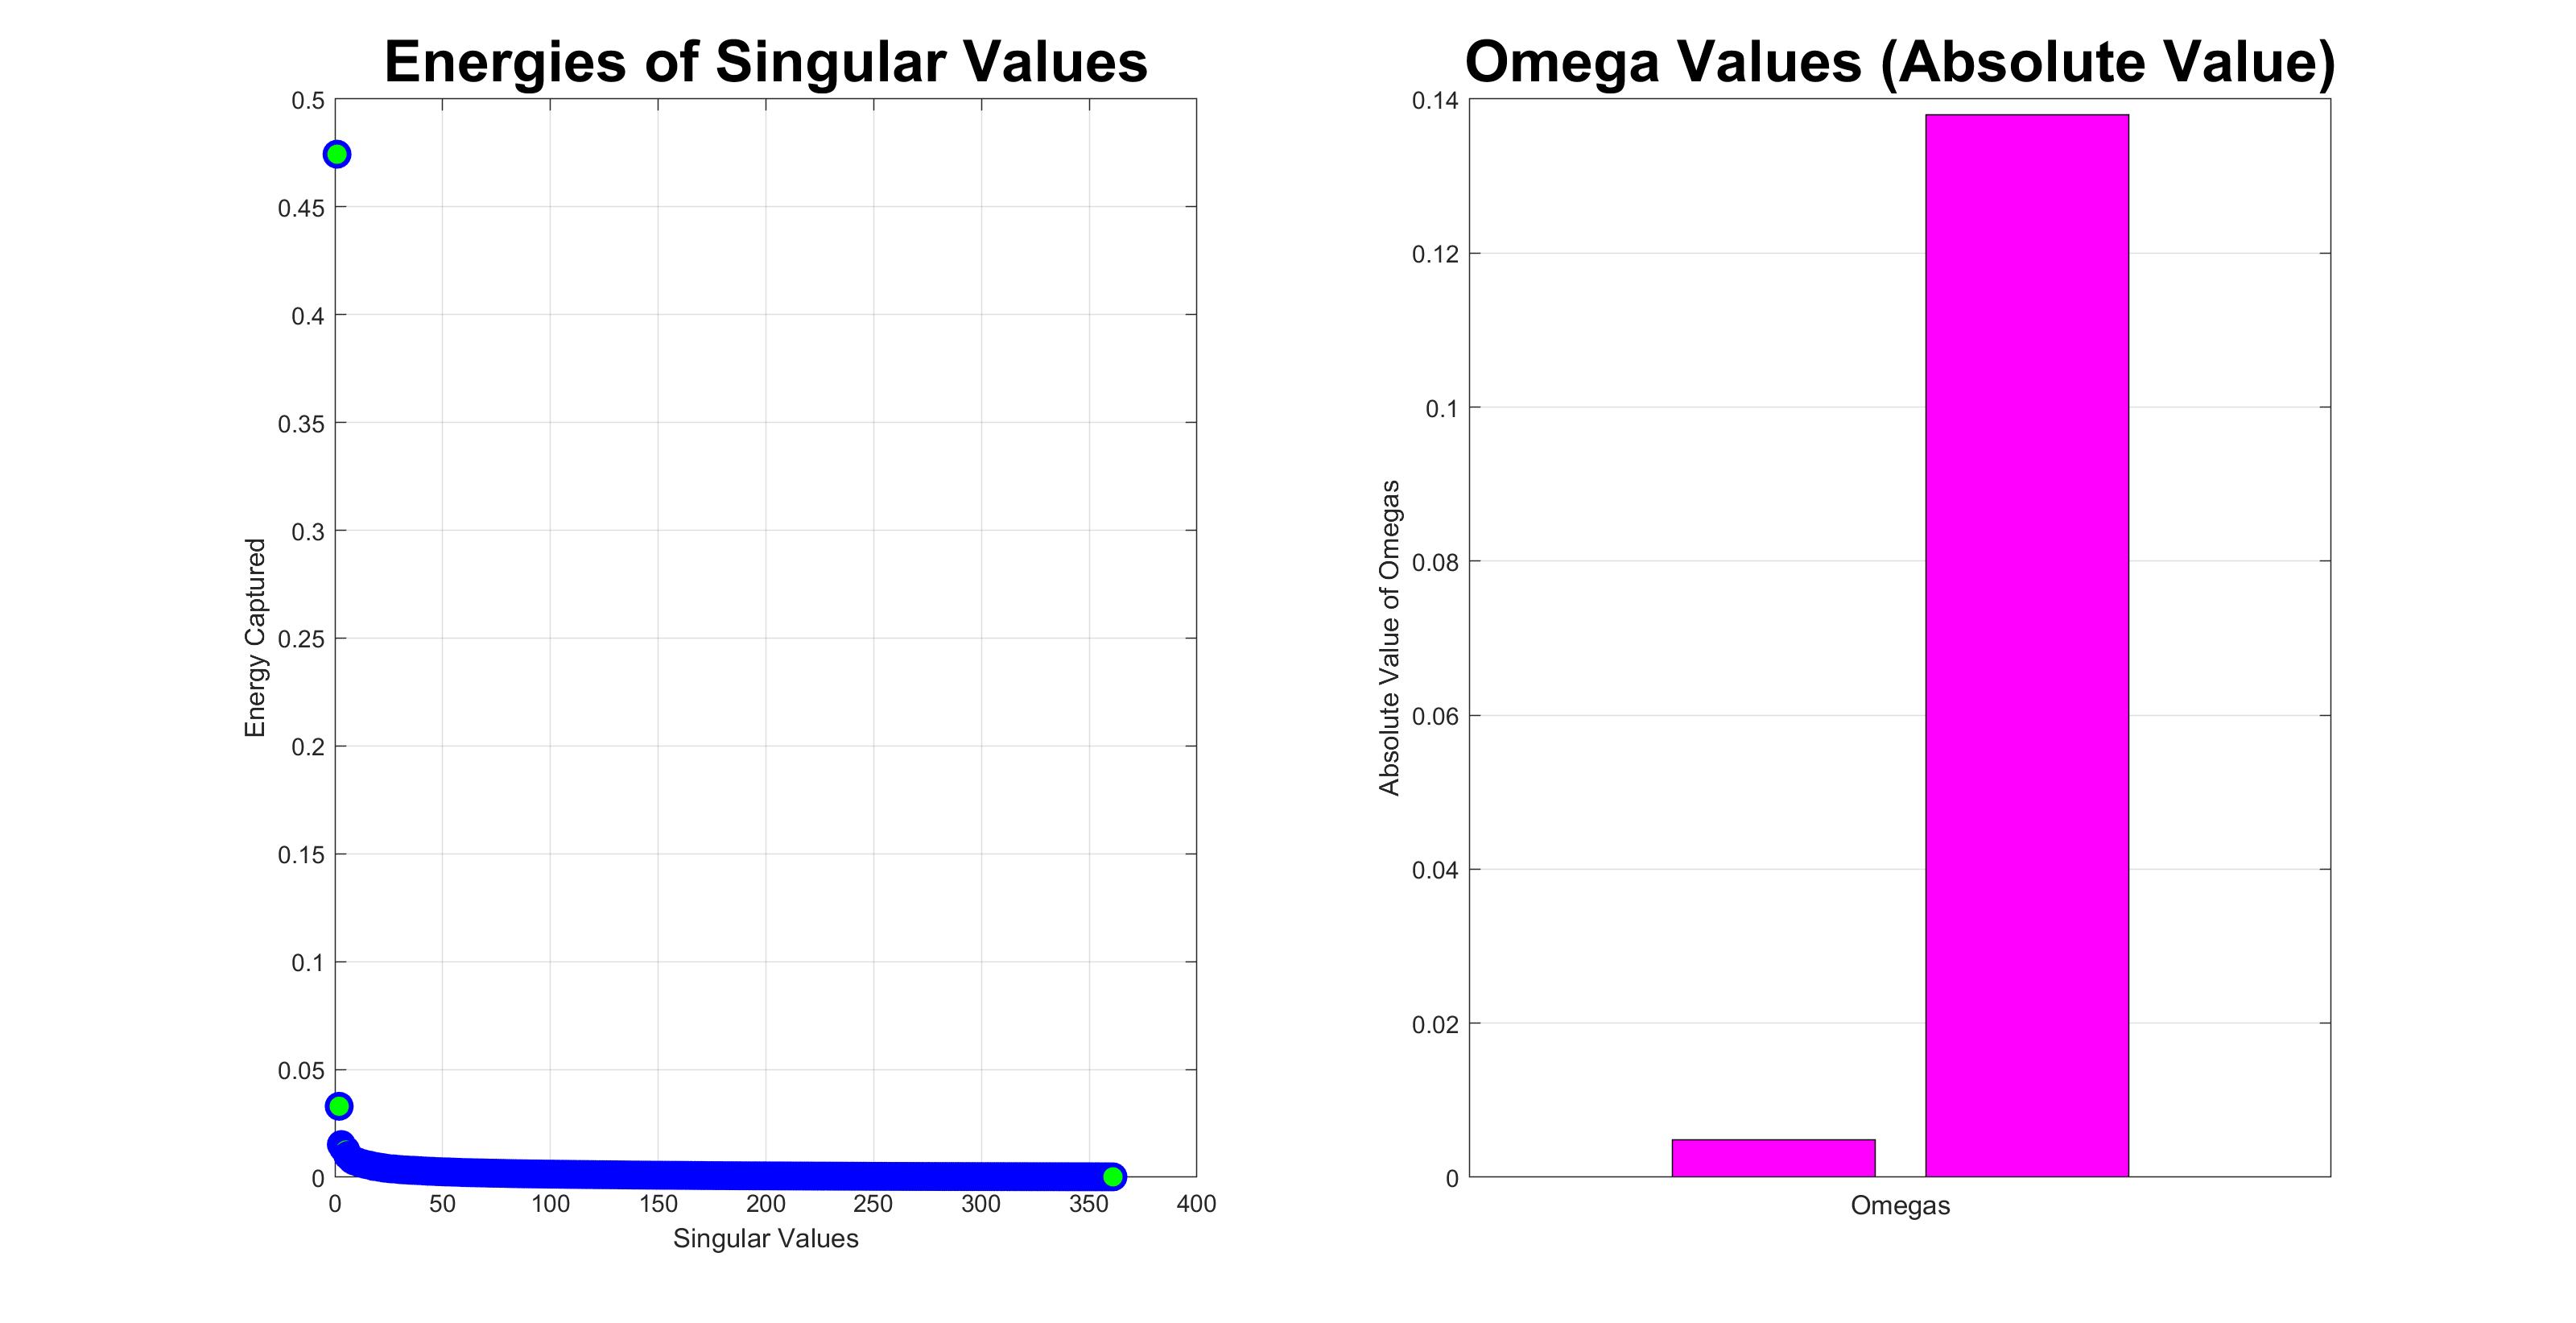 Energies of Singular Values
0.5
0.45
0.4
0.35
0.3
0.25
0.2
0.15
0.1
0.05
0
Energy Captured
0 50 100 150 200 250 300 350 400
Singular Values
Omega Values (Absolute Value)
0.14
0.12
0.1
0.08
0.06
0.04
0.02
0
Absolute Value of Omegas
Omegas